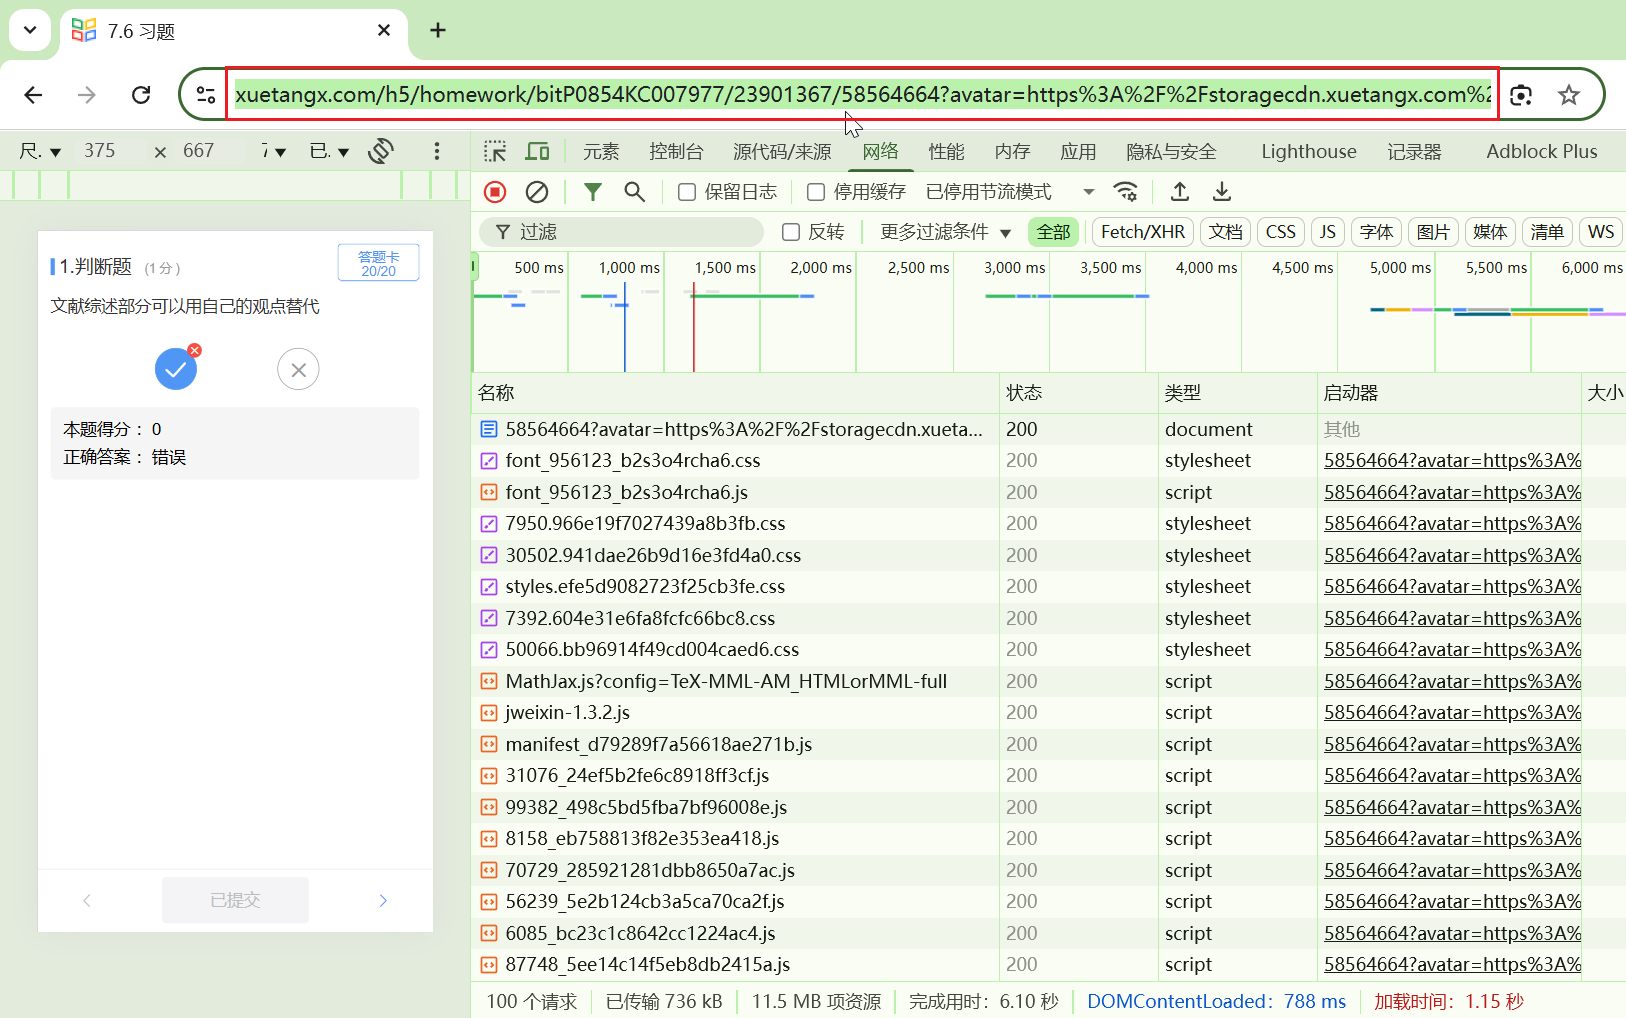 7.6 习题
xuetangx.com/h5/homework/bitP0854KC007977/23901367/58564664?avatar=https%3A%2F%2Fstoragecdn.xuetangx.com%2
尺. 375 × 667 已.
元素 控制台 源代码/来源 网络 性能 内存 应用 隐私与安全 Lighthouse 记录器 Adblock Plus
保留日志 停用缓存 已停用节流模式
过滤 反转 更多过滤条件 全部 Fetch/XHR 文档 CSS JS 字体 图片 媒体 清单 WS
500 ms 1,000 ms 1,500 ms 2,000 ms 2,500 ms 3,000 ms 3,500 ms 4,000 ms 4,500 ms 5,000 ms 5,500 ms 6,000 ms
1.判断题 (1 分)
答题卡
20/20
文献综述部分可以用自己的观点替代
本题得分： 0
正确答案： 错误
已提交
名称 状态 类型 启动器 大小
58564664?avatar=https%3A%2F%2Fstoragecdn.xueta... 200 document 其他
font_956123_b2s3o4rcha6.css 200 stylesheet 58564664?avatar=https%3A%
font_956123_b2s3o4rcha6.js 200 script 58564664?avatar=https%3A%
7950.966e19f7027439a8b3fb.css 200 stylesheet 58564664?avatar=https%3A%
30502.941dae26b9d16e3fd4a0.css 200 stylesheet 58564664?avatar=https%3A%
styles.efe5d9082723f25cb3fe.css 200 stylesheet 58564664?avatar=https%3A%
7392.604e31e6fa8fcfc66bc8.css 200 stylesheet 58564664?avatar=https%3A%
50066.bb96914f49cd004caed6.css 200 stylesheet 58564664?avatar=https%3A%
MathJax.js?config=TeX-MML-AM_HTMLorMML-full 200 script 58564664?avatar=https%3A%
jweixin-1.3.2.js 200 script 58564664?avatar=https%3A%
manifest_d79289f7a56618ae271b.js 200 script 58564664?avatar=https%3A%
31076_24ef5b2fe6c8918ff3cf.js 200 script 58564664?avatar=https%3A%
99382_498c5bd5fba7bf96008e.js 200 script 58564664?avatar=https%3A%
8158_eb758813f82e353ea418.js 200 script 58564664?avatar=https%3A%
70729_285921281dbb8650a7ac.js 200 script 58564664?avatar=https%3A%
56239_5e2b124cb3a5ca70ca2f.js 200 script 58564664?avatar=https%3A%
6085_bc23c1c8642cc1224ac4.js 200 script 58564664?avatar=https%3A%
87748_5ee14c14f5eb8db2415a.js 200 script 58564664?avatar=https%3A%
100 个请求 已传输 736 kB 11.5 MB 项资源 完成用时：6.10 秒 DOMContentLoaded：788 ms 加载时间：1.15 秒